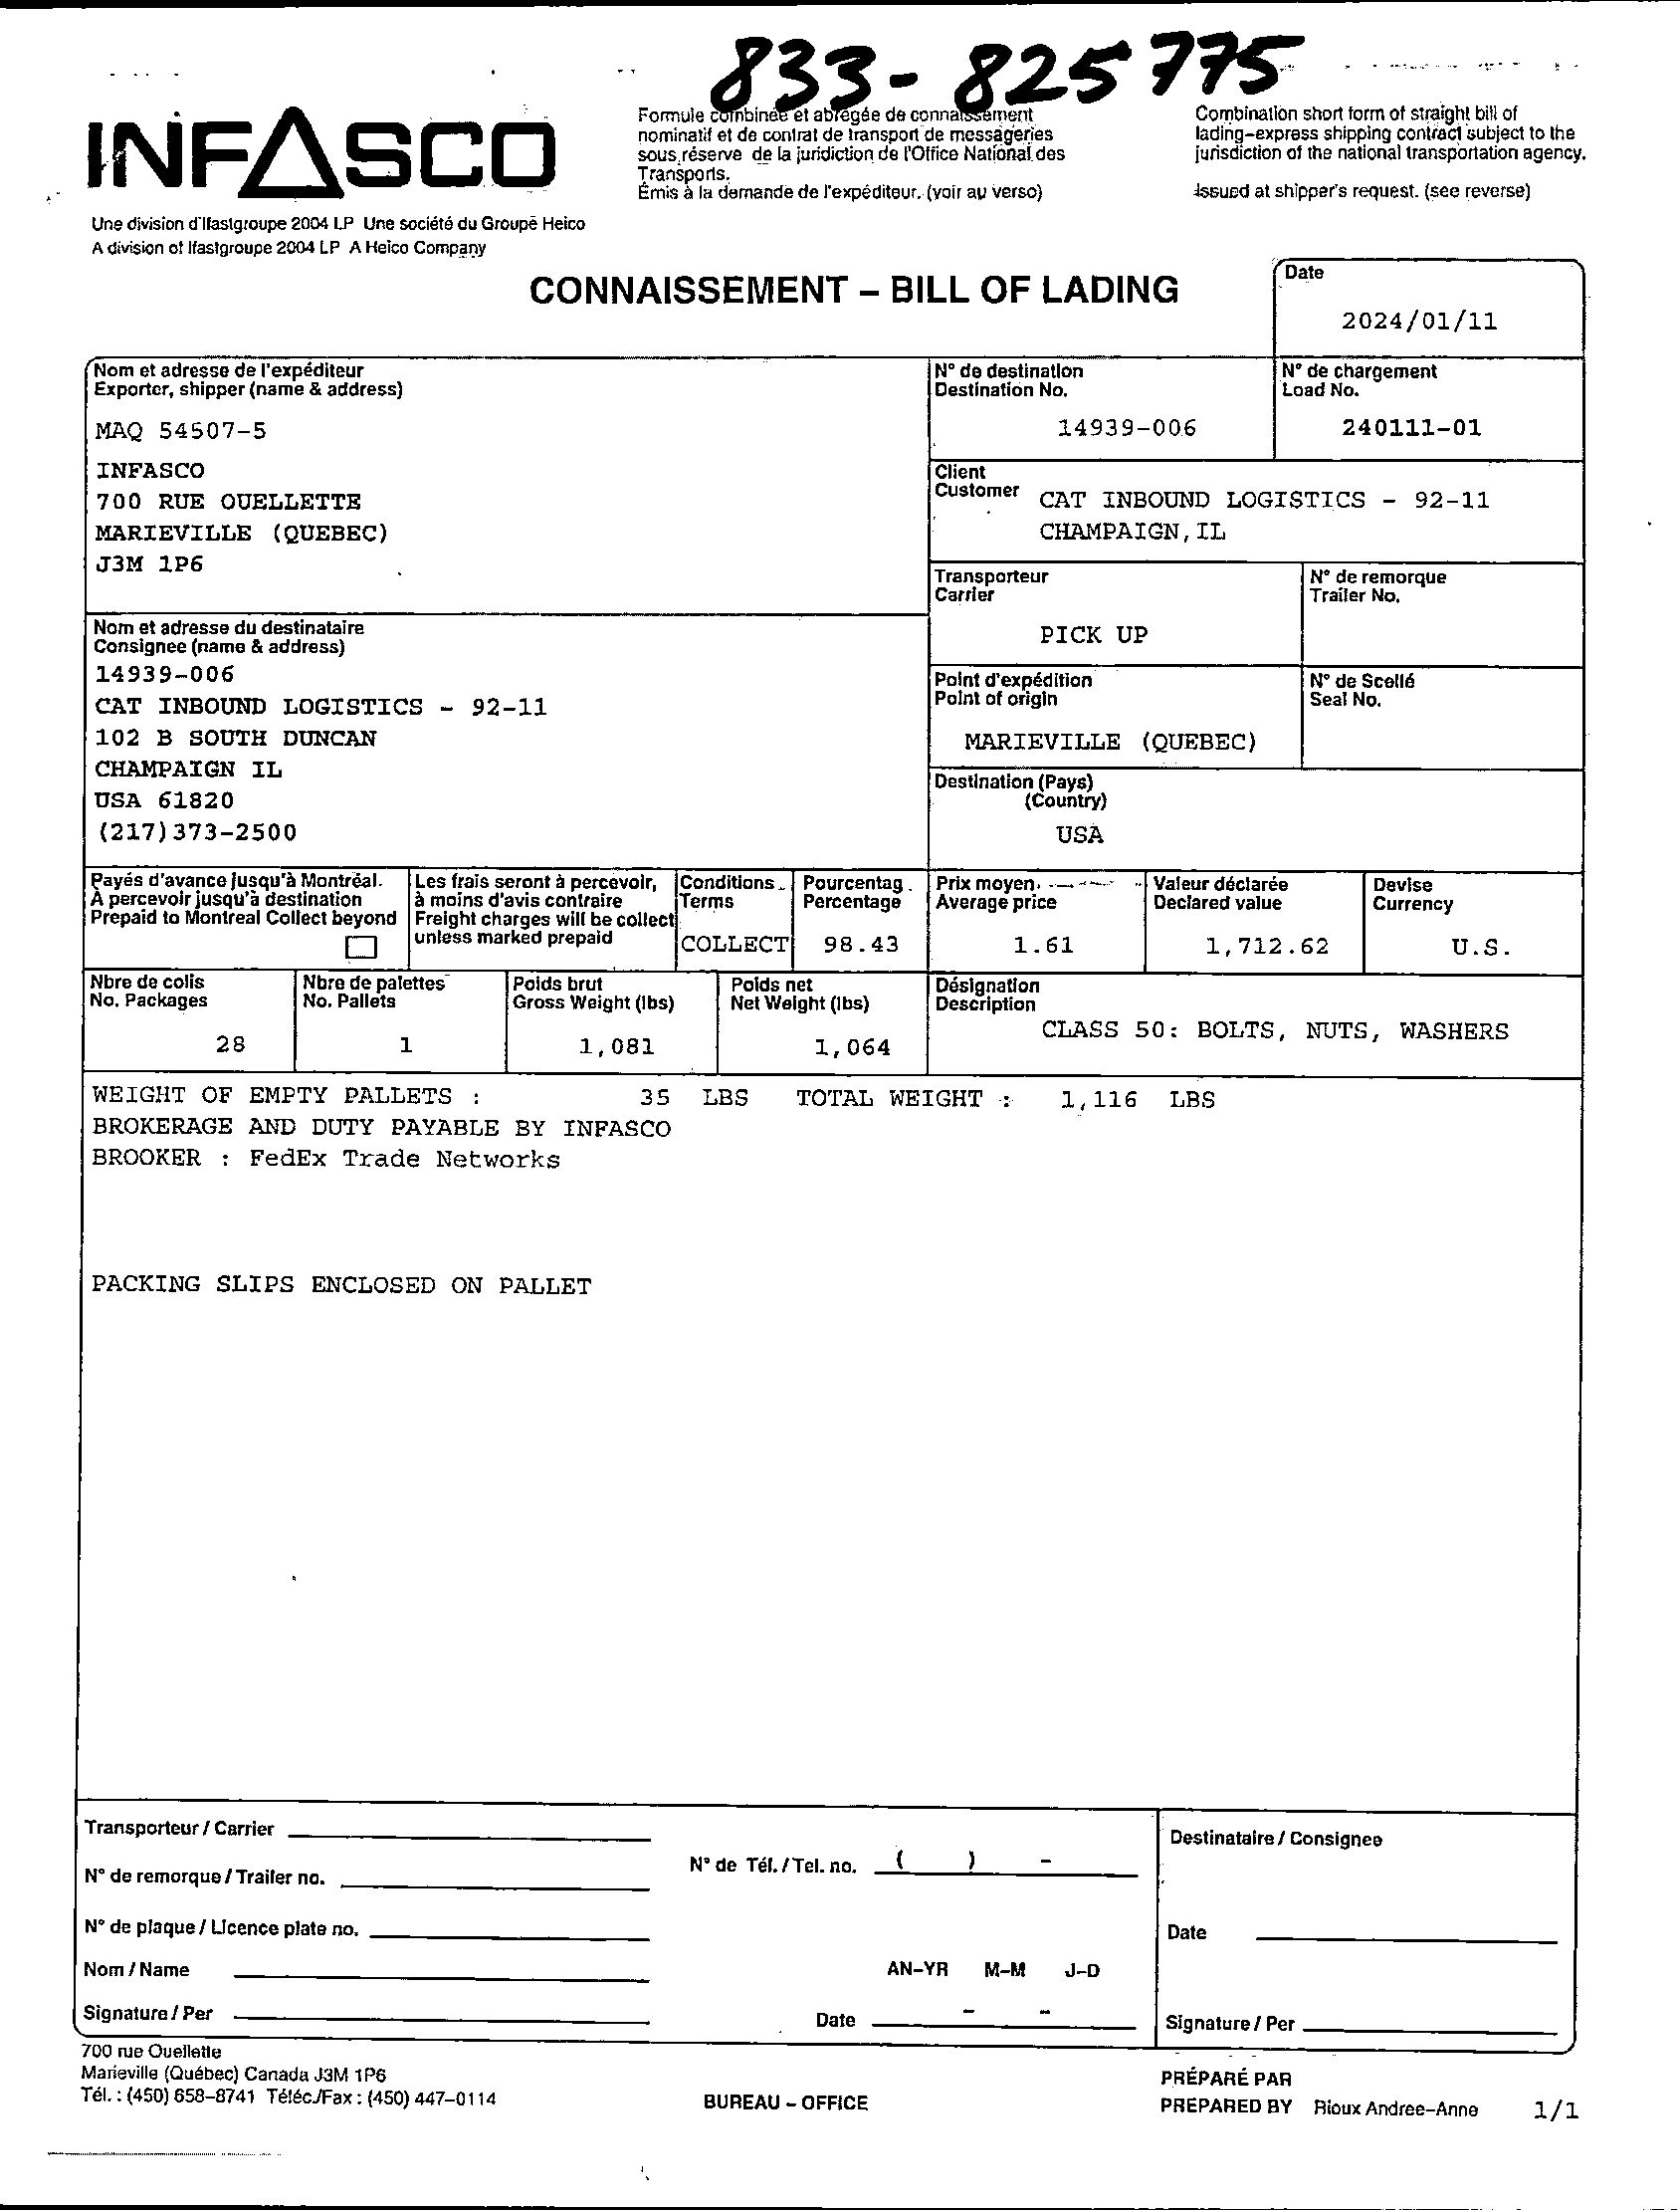 833-825775
INFASCO
Une division d'Ifastgroupe 2004 LP Une société du Groupe Heico
A division of Ifastgroupe 2004 LP A Heico Company
Formule combinée et abrégée de connaissement
nominatif et de contrat de transport de messageries
sous réserve de la juridiction de l'Office National des
Transports.
Émis à la demande de l'expéditeur. (voir au verso)
Combination short form of straight bill of
lading-express shipping contract subject to the
jurisdiction of the national transportation agency.
Issued at shipper's request. (see reverse)
CONNAISSEMENT – BILL OF LADING
Date
2024/01/11
Nom et adresse de l'expéditeur
Exporter, shipper (name & address)
MAQ 54507-5
INFASCO
700 RUE OUELLETTE
MARIEVILLE (QUEBEC)
J3M 1P6
N° de destination
Destination No.
14939-006
N° de chargement
Load No.
240111-01
Client
Customer
CAT INBOUND LOGISTICS - 92-11
CHAMPAIGN,IL
Transporteur
Carrier
PICK UP
N° de remorque
Trailer No.
Nom et adresse du destinataire
Consignee (name & address)
14939-006
CAT INBOUND LOGISTICS - 92-11
102 B SOUTH DUNCAN
CHAMPAIGN IL
USA 61820
(217)373-2500
Point d'expédition
Point of origin
MARIEVILLE (QUEBEC)
N° de Scellé
Seal No.
Destination (Pays)
(Country)
USA
Payés d'avance jusqu'à Montréal.
À percevoir jusqu'à destination
Prepaid to Montreal Collect beyond
Les frais seront à percevoir,
à moins d'avis contraire
Freight charges will be collect
unless marked prepaid
Conditions
Terms
COLLECT
Pourcentag.
Percentage
98.43
Prix moyen.
Average price
1.61
Valeur déclarée
Declared value
1,712.62
Devise
Currency
U.S.
Nbre de colis
No. Packages
28
Nbre de palettes
No. Pallets
1
Poids brut
Gross Weight (lbs)
1,081
Poids net
Net Weight (lbs)
1,064
Désignation
Description
CLASS 50: BOLTS, NUTS, WASHERS
WEIGHT OF EMPTY PALLETS : 35 LBS TOTAL WEIGHT : 1,116 LBS
BROKERAGE AND DUTY PAYABLE BY INFASCO
BROOKER : FedEx Trade Networks
PACKING SLIPS ENCLOSED ON PALLET
Transporteur / Carrier
N° de remorque / Trailer no.
N° de plaque / Licence plate no.
Nom / Name
Signature / Per
N° de Tél. / Tel. no. ( ) -
AN-YR M-M J-D
Date - -
Destinataire / Consignee
Date
Signature / Per
700 rue Ouellette
Marieville (Québec) Canada J3M 1P6
Tél. : (450) 658-8741 Téléc./Fax : (450) 447-0114
BUREAU – OFFICE
PRÉPARÉ PAR
PREPARED BY Rioux Andree-Anne 1/1